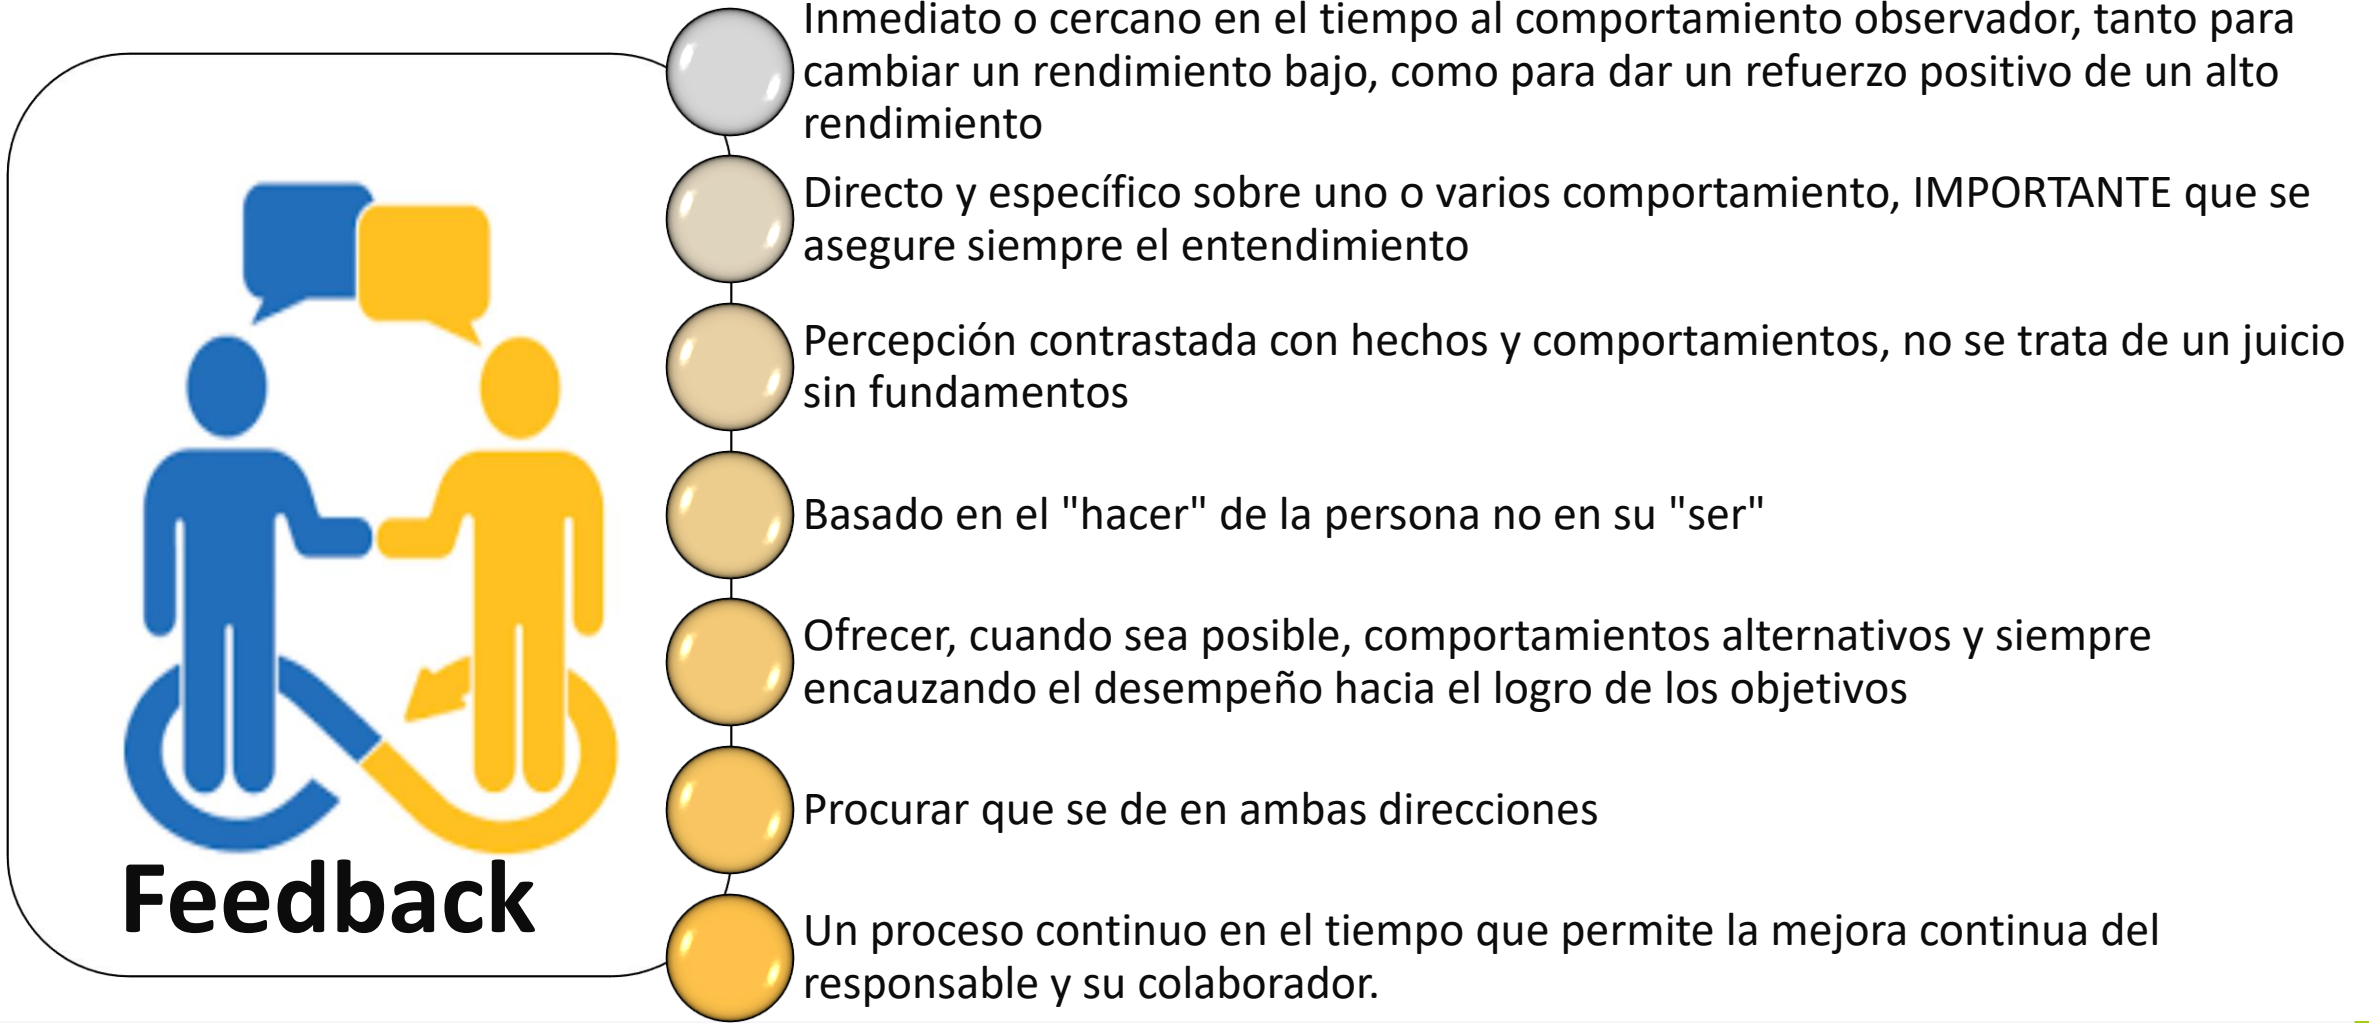 Inmediato o cercano en el tiempo al comportamiento observador, tanto para
cambiar un rendimiento bajo, como para dar un refuerzo positivo de un alto
rendimiento
Directo y específico sobre uno o varios comportamiento, IMPORTANTE que se
asegure siempre el entendimiento
Percepción contrastada con hechos y comportamientos, no se trata de un juicio
sin fundamentos
Basado en el "hacer" de la persona no en su "ser"
Ofrecer, cuando sea posible, comportamientos alternativos y siempre
encauzando el desempeño hacia el logro de los objetivos
Procurar que se de en ambas direcciones
Un proceso continuo en el tiempo que permite la mejora continua del
responsable y su colaborador.
Feedback